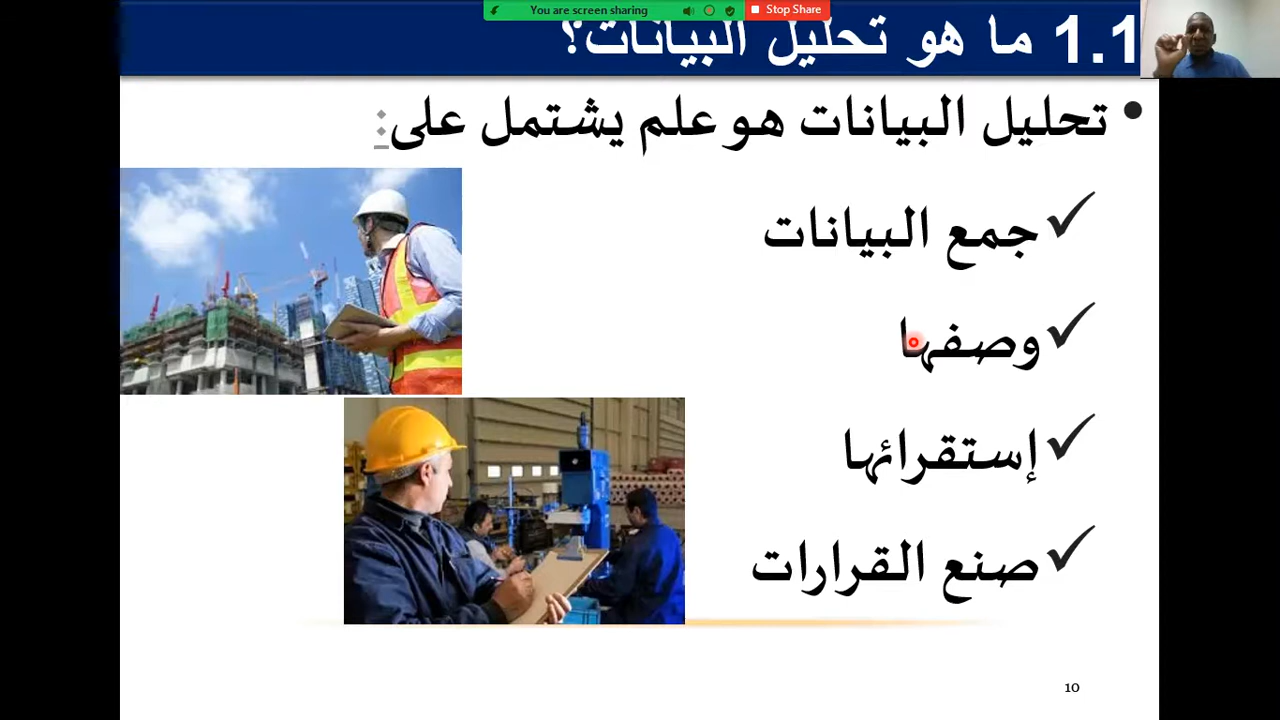 You are screen sharing
Stop Share
1.1 ما هو تحليل البيانات؟
• تحليل البيانات هو علم يشتمل على:
✓ جمع البيانات
✓ وصفها
✓ إستقرائها
✓ صنع القرارات
10